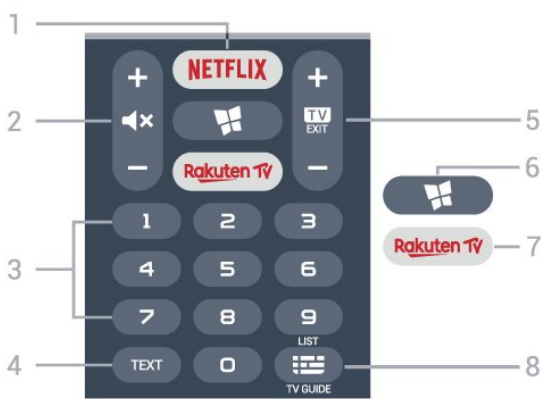 1
+ NETFLIX +
2 TV EXIT 5
6
- Rakuten TV -
Rakuten TV 7
1 2 3
3 4 5 6
7 8 9
LIST
4 TEXT 0 8
TV GUIDE